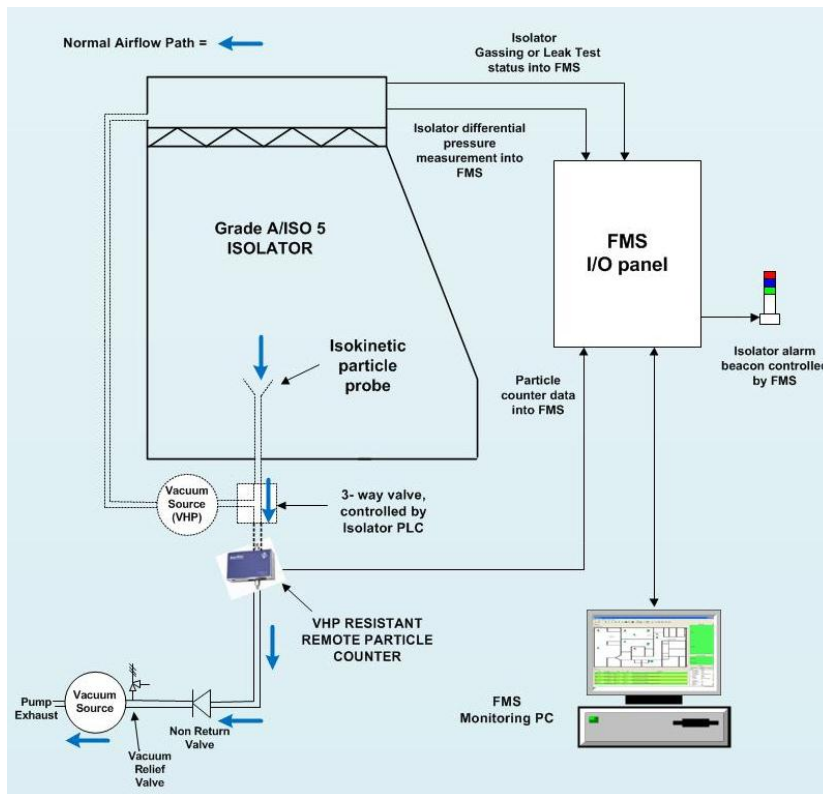 Normal Airflow Path =
Isolator
Gassing or Leak Test
status into FMS
Isolator differential
pressure
measurement into
FMS
Grade A/ISO 5
ISOLATOR
FMS
I/O panel
Isokinetic
particle
probe
Particle
counter data
into FMS
Isolator alarm
beacon controlled
by FMS
Vacuum
Source
(VHP)
3- way valve,
controlled by
Isolator PLC
VHP RESISTANT
REMOTE PARTICLE
COUNTER
Pump
Exhaust
Vacuum
Source
Non Return
Valve
Vacuum
Relief
Valve
FMS
Monitoring PC